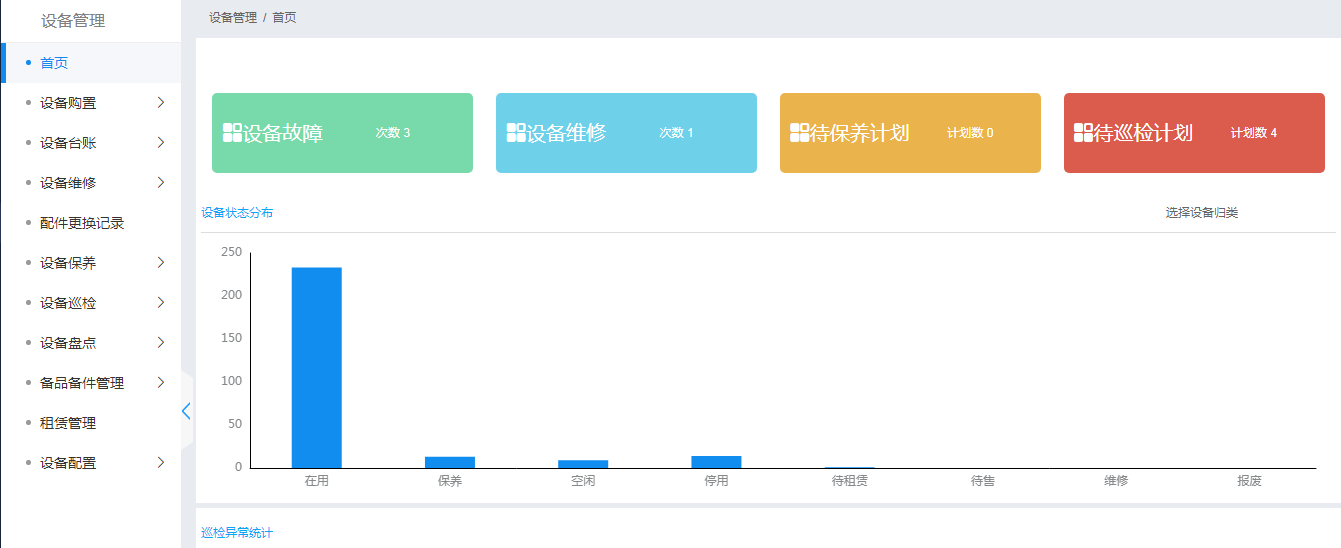 设备管理
首页
设备购置
设备台账
设备维修
配件更换记录
设备保养
设备巡检
设备盘点
备品备件管理
租赁管理
设备配置
设备管理 / 首页
设备故障 次数 3
设备维修 次数 1
待保养计划 计划数 0
待巡检计划 计划数 4
设备状态分布 选择设备归类
250
200
150
100
50
0
在用 保养 空闲 停用 待租赁 待售 维修 报废
巡检异常统计